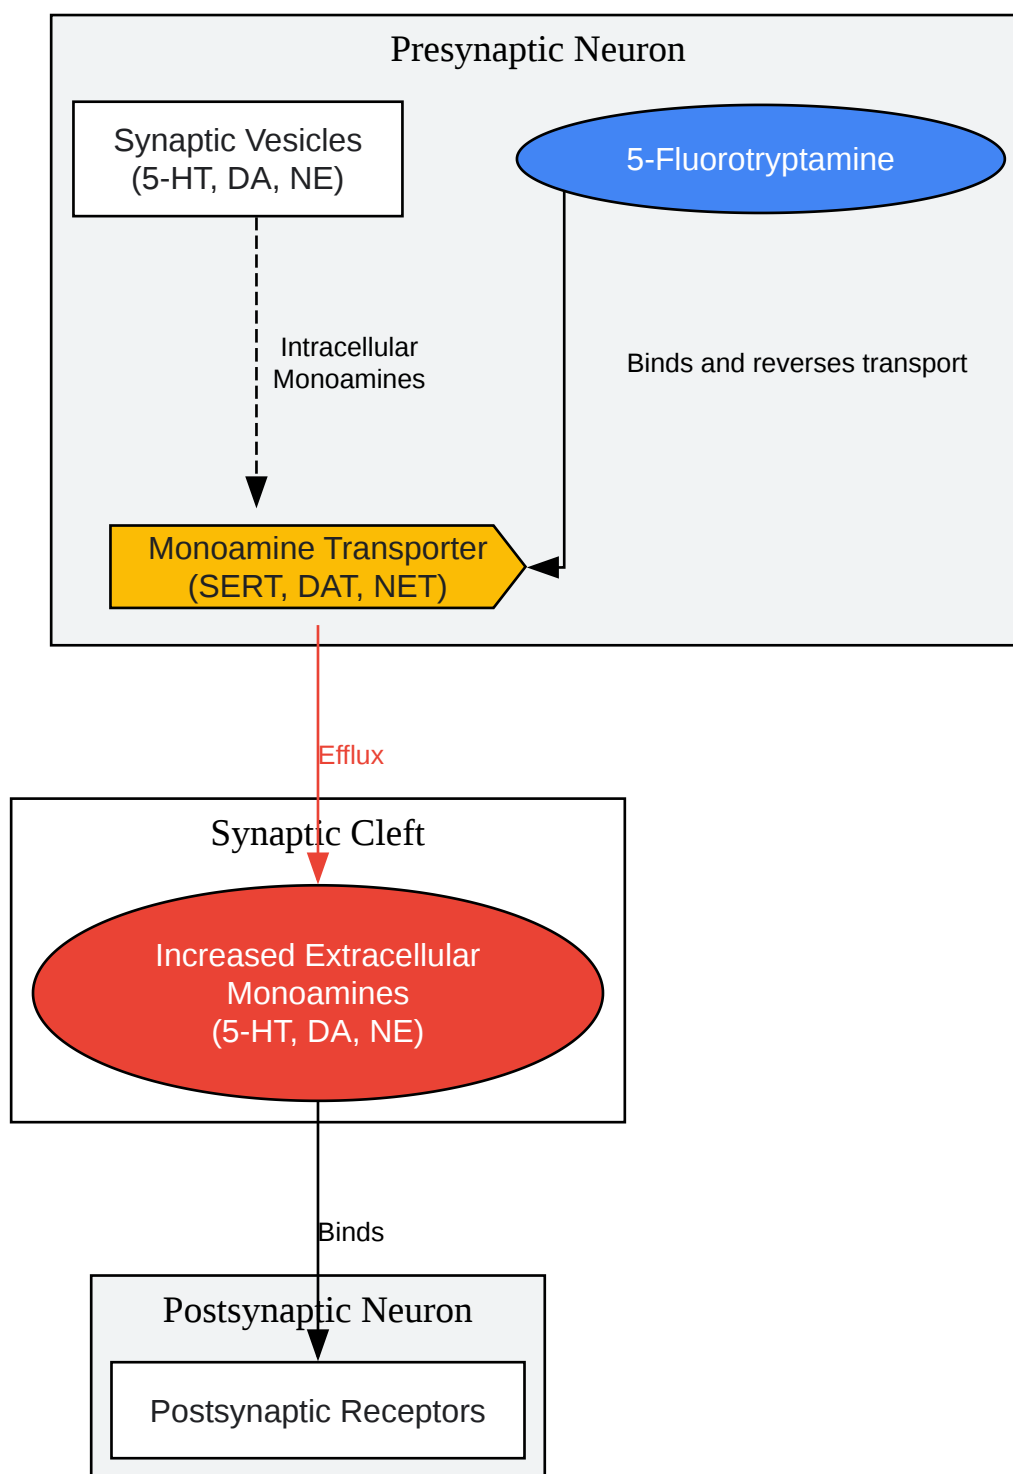 Presynaptic Neuron
Synaptic Vesicles
(5-HT, DA, NE)
5-Fluorotryptamine
Intracellular
Monoamines
Binds and reverses transport
Monoamine Transporter
(SERT, DAT, NET)
Efflux
Synaptic Cleft
Increased Extracellular
Monoamines
(5-HT, DA, NE)
Binds
Postsynaptic Neuron
Postsynaptic Receptors